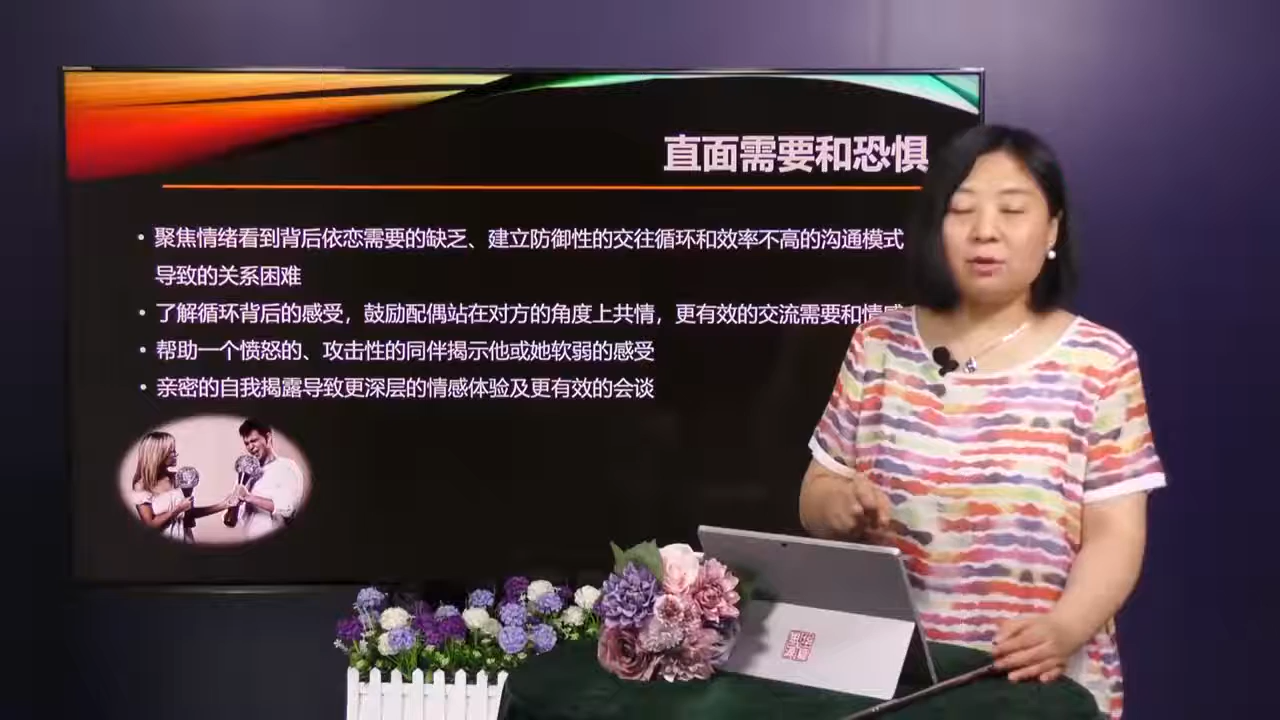 直面需要和恐惧
• 聚焦情绪看到背后依恋需要的缺乏、建立防御性的交往循环和效率不高的沟通模式
导致的关系困难
• 了解循环背后的感受，鼓励配偶站在对方的角度上共情，更有效的交流需要和情感
• 帮助一个愤怒的、攻击性的同伴揭示他或她软弱的感受
• 亲密的自我揭露导致更深层的情感体验及更有效的会谈